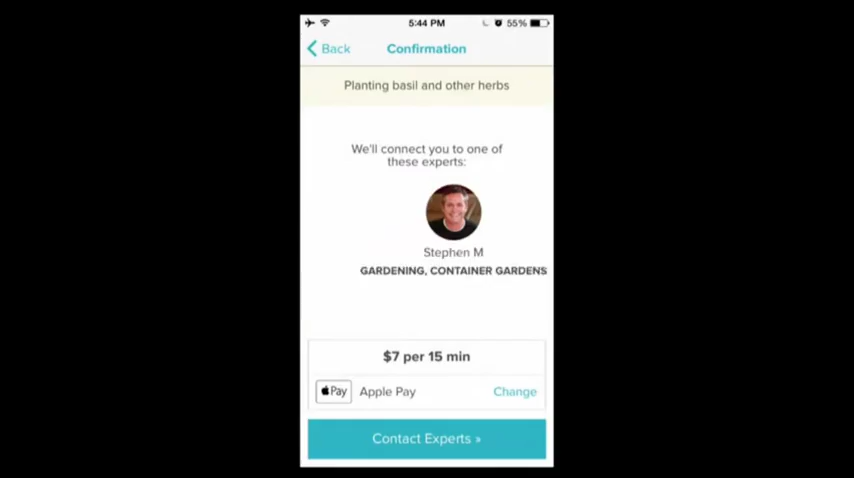 5:44 PM 55%
Back Confirmation
Planting basil and other herbs
We'll connect you to one of
these experts:
Stephen M
GARDENING, CONTAINER GARDENS
$7 per 15 min
Pay Apple Pay Change
Contact Experts »